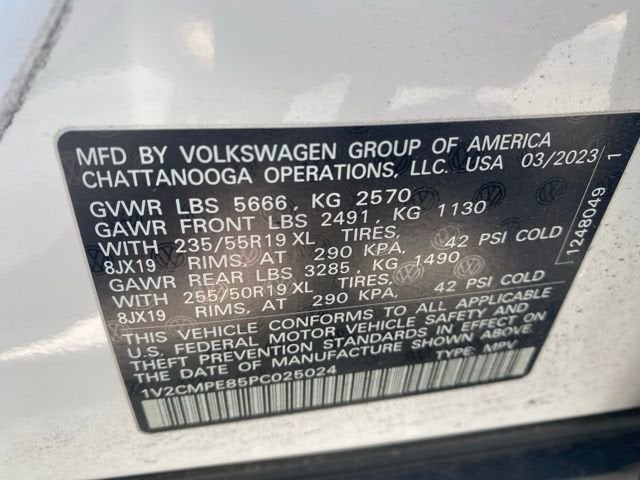 MFD BY VOLKSWAGEN GROUP OF AMERICA
CHATTANOOGA OPERATIONS, LLC. USA 03/2023
GVWR LBS 5666 , KG 2570
GAWR FRONT LBS 2491 , KG 1130
WITH 235/55R19 XL TIRES,
8JX19 RIMS, AT 290 KPA, 42 PSI COLD
GAWR REAR LBS 3285 , KG 1490
WITH 255/50R19 XL TIRES,
8JX19 RIMS, AT 290 KPA, 42 PSI COLD
THIS VEHICLE CONFORMS TO ALL APPLICABLE
U.S. FEDERAL MOTOR VEHICLE SAFETY AND
THEFT PREVENTION STANDARDS IN EFFECT ON
THE DATE OF MANUFACTURE SHOWN ABOVE.
1V2CMPE85PC025024 TYPE: MPV
1248049 1